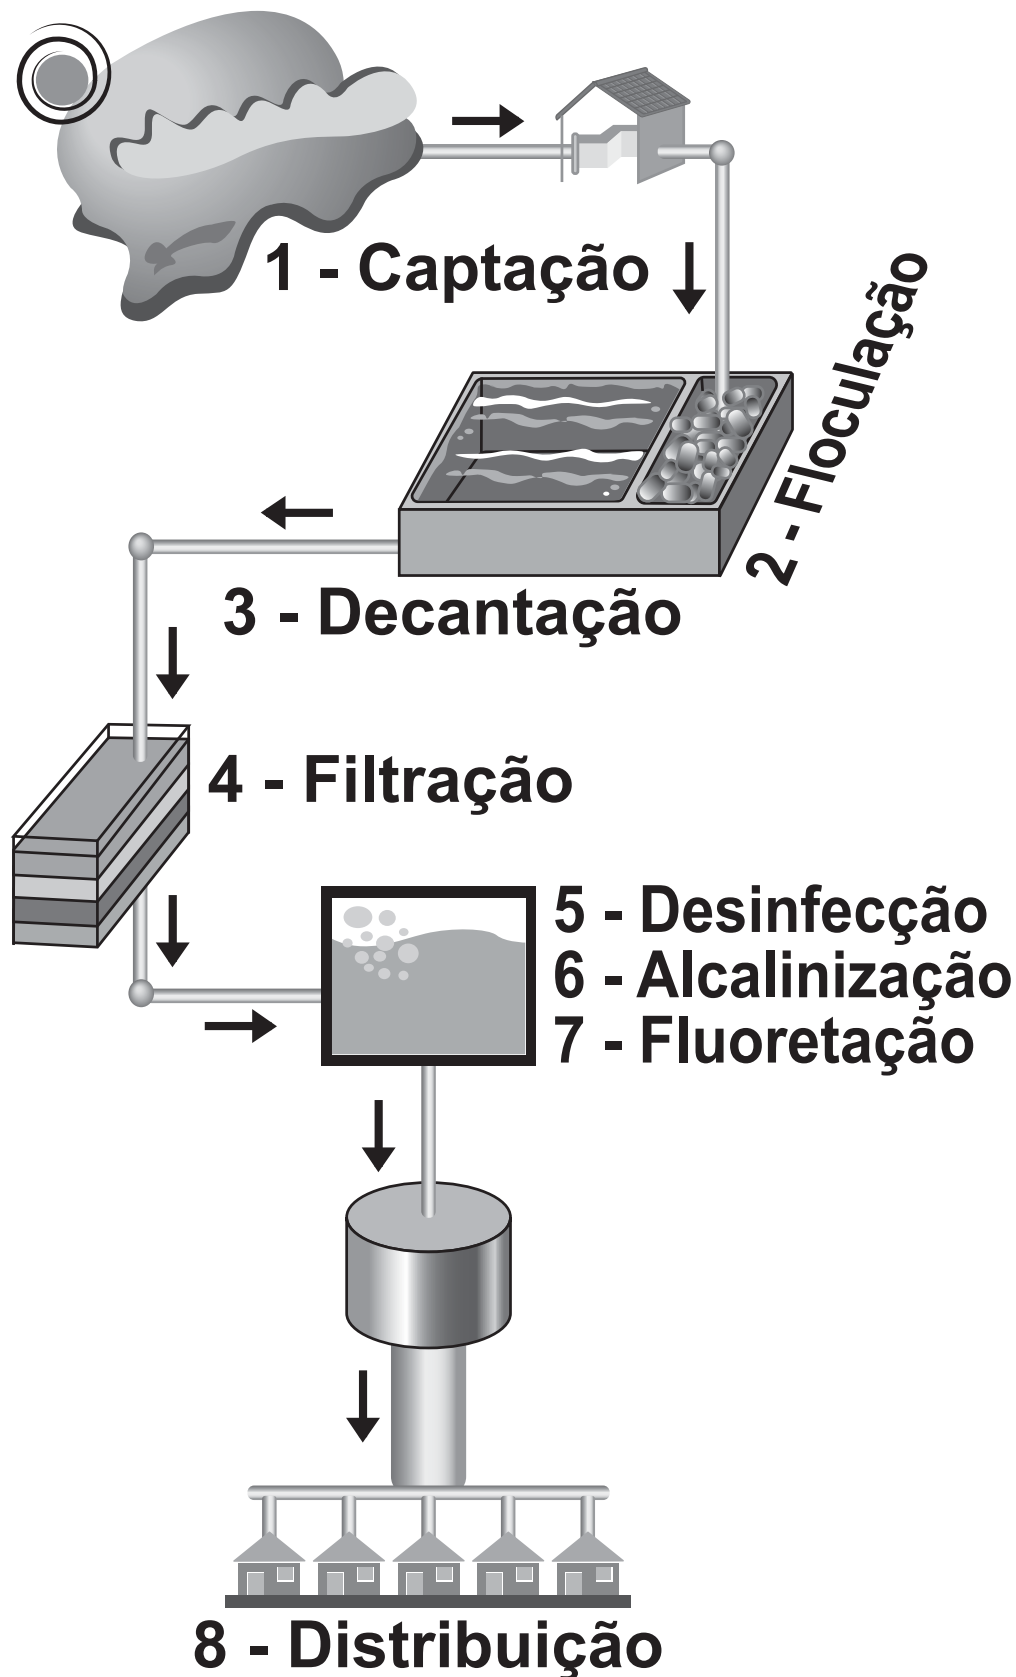 1 - Captação
2 - Floculação
3 - Decantação
4 - Filtração
5 - Desinfecção
6 - Alcalinização
7 - Fluoretação
8 - Distribuição